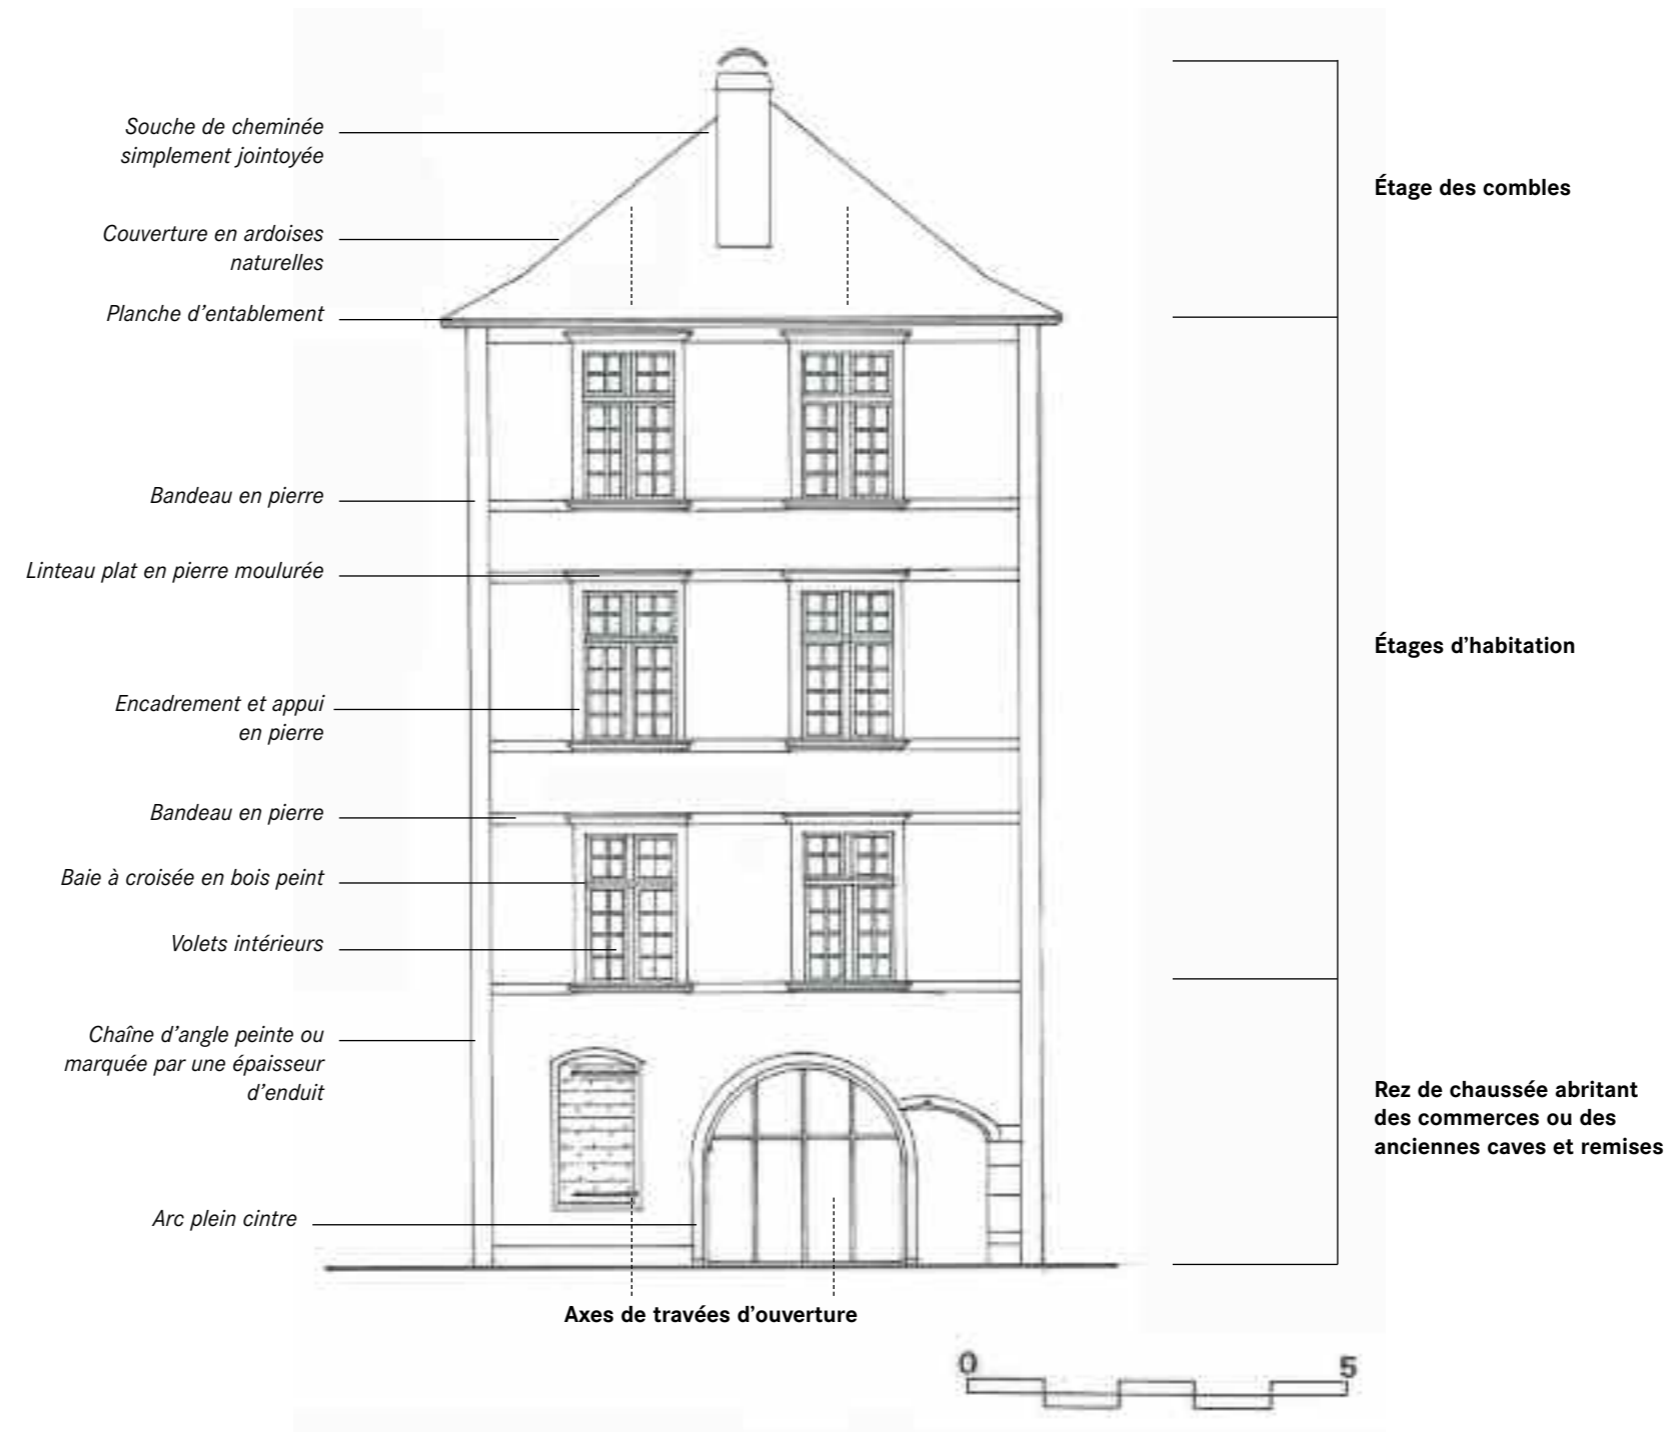 Souche de cheminée
simplement jointoyée
Couverture en ardoises
naturelles
Planche d’entablement
Bandeau en pierre
Linteau plat en pierre moulurée
Encadrement et appui
en pierre
Bandeau en pierre
Baie à croisée en bois peint
Volets intérieurs
Chaîne d’angle peinte ou
marquée par une épaisseur
d’enduit
Arc plein cintre
Étage des combles
Étages d’habitation
Rez de chaussée abritant
des commerces ou des
anciennes caves et remises
Axes de travées d’ouverture
0 5